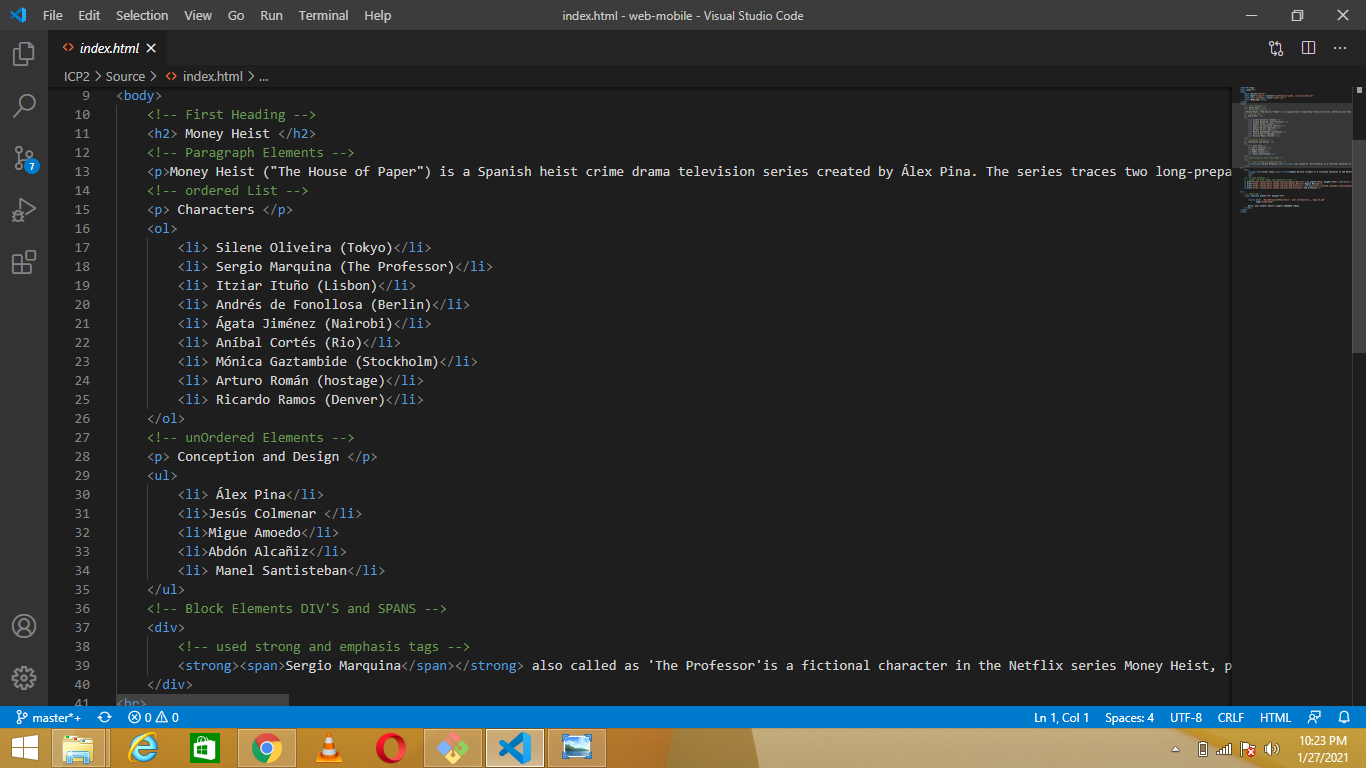 File Edit Selection View Go Run Terminal Help index.html - web-mobile - Visual Studio Code
index.html
ICP2 > Source > index.html > ...
9 <body>
10 <!-- First Heading -->
11 <h2> Money Heist </h2>
12 <!-- Paragraph Elements -->
13 <p>Money Heist ("The House of Paper") is a Spanish heist crime drama television series created by Álex Pina. The series traces two long-prepa
14 <!-- ordered List -->
15 <p> Characters </p>
16 <ol>
17 <li> Silene Oliveira (Tokyo)</li>
18 <li> Sergio Marquina (The Professor)</li>
19 <li> Itziar Ituño (Lisbon)</li>
20 <li> Andrés de Fonollosa (Berlin)</li>
21 <li> Ágata Jiménez (Nairobi)</li>
22 <li> Aníbal Cortés (Rio)</li>
23 <li> Mónica Gaztambide (Stockholm)</li>
24 <li> Arturo Román (hostage)</li>
25 <li> Ricardo Ramos (Denver)</li>
26 </ol>
27 <!-- unOrdered Elements -->
28 <p> Conception and Design </p>
29 <ul>
30 <li> Álex Pina</li>
31 <li>Jesús Colmenar </li>
32 <li>Migue Amoedo</li>
33 <li>Abdón Alcañiz</li>
34 <li> Manel Santisteban</li>
35 </ul>
36 <!-- Block Elements DIV'S and SPANS -->
37 <div>
38 <!-- used strong and emphasis tags -->
39 <strong><span>Sergio Marquina</span></strong> also called as 'The Professor'is a fictional character in the Netflix series Money Heist, p
40 </div>
41 <br>
7
master*+ 0 0 Ln 1, Col 1 Spaces: 4 UTF-8 CRLF HTML
10:23 PM
1/27/2021